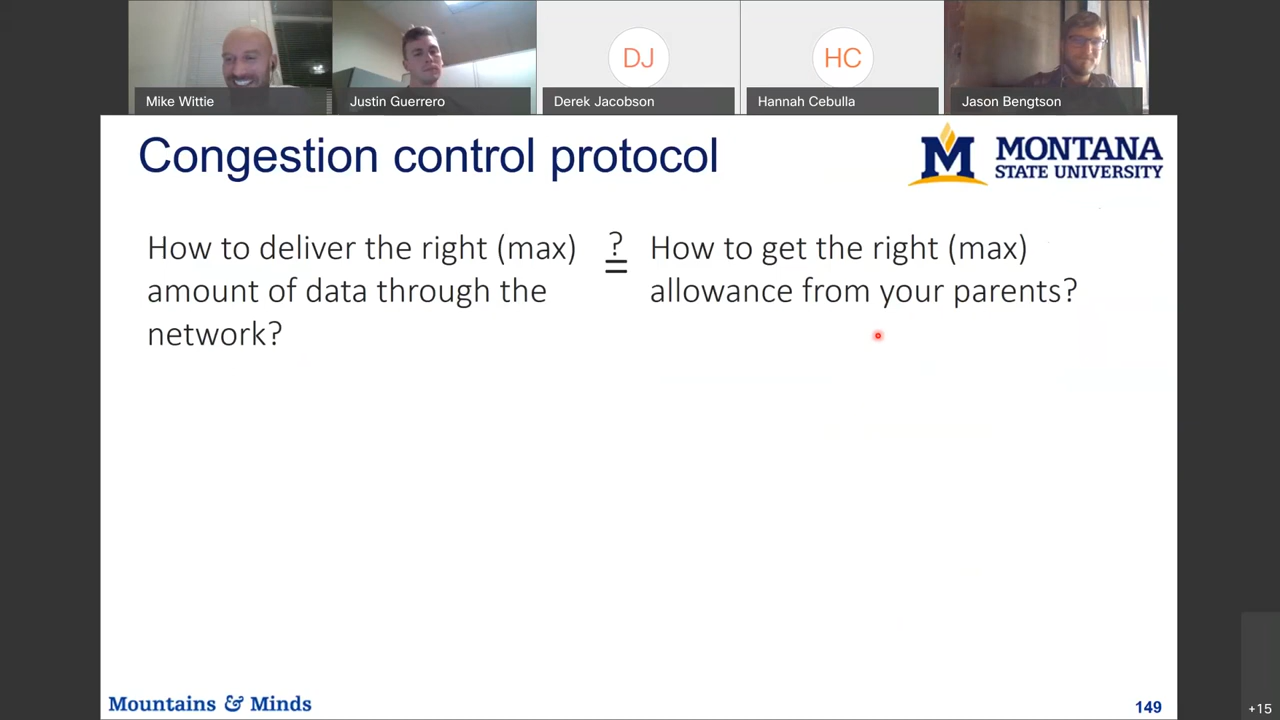 DJ
HC
Mike Wittie
Justin Guerrero
Derek Jacobson
Hannah Cebulla
Jason Bengtson
Congestion control protocol
M MONTANA
STATE UNIVERSITY
How to deliver the right (max)
amount of data through the
network?
?
=
How to get the right (max)
allowance from your parents?
Mountains & Minds
149
+15